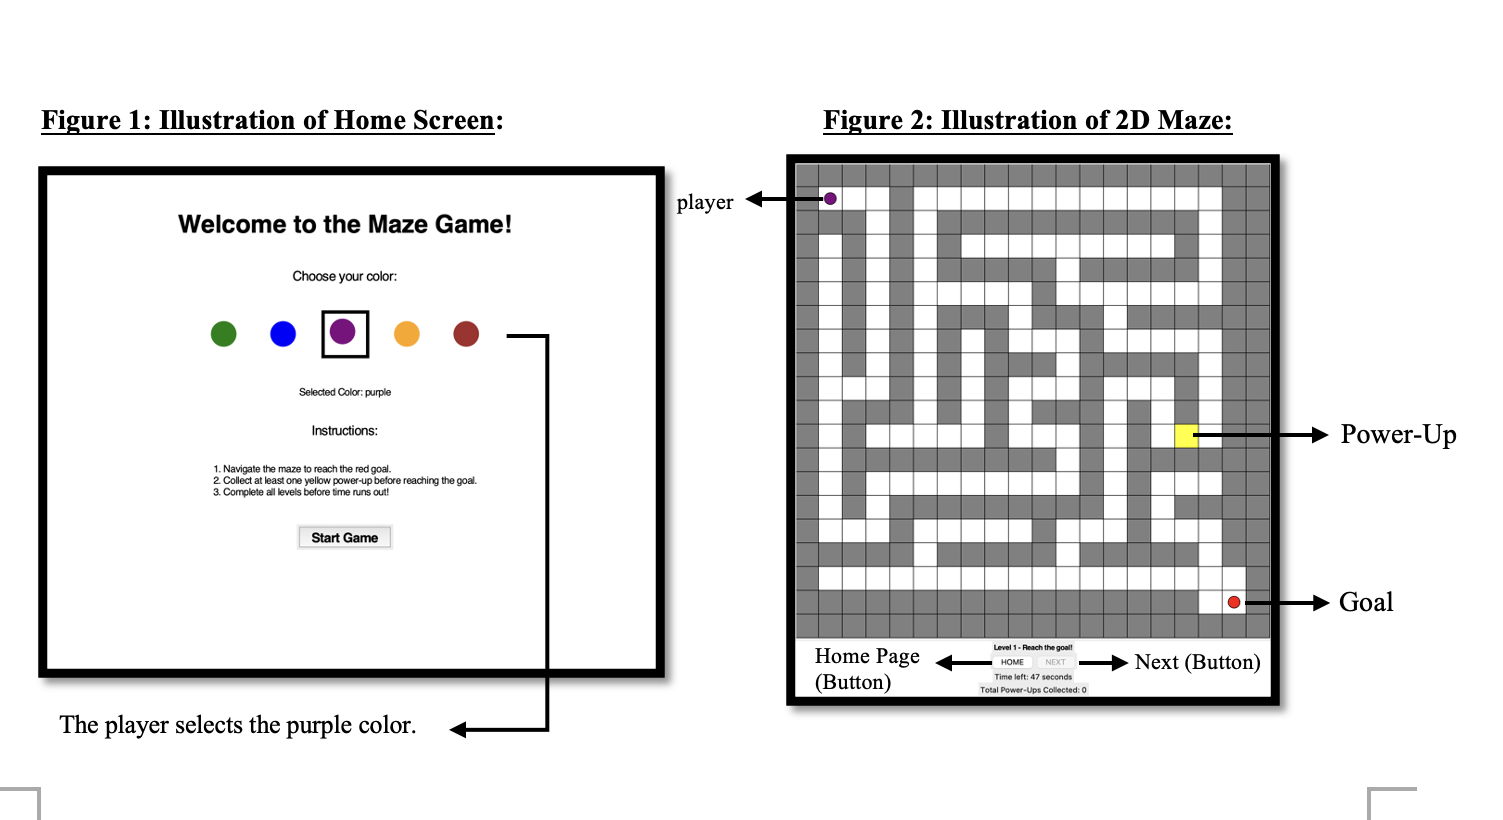 Figure 1: Illustration of Home Screen:
Welcome to the Maze Game!
Choose your color:
Selected Color: purple
Instructions:
1. Navigate the maze to reach the red goal.
2. Collect at least one yellow power-up before reaching the goal.
3. Complete all levels before time runs out!
Start Game
The player selects the purple color.
Figure 2: Illustration of 2D Maze:
player
Power-Up
Goal
Level 1 - Reach the goal!
Home Page
(Button)
HOME
NEXT
Next (Button)
Time left: 47 seconds
Total Power-Ups Collected: 0